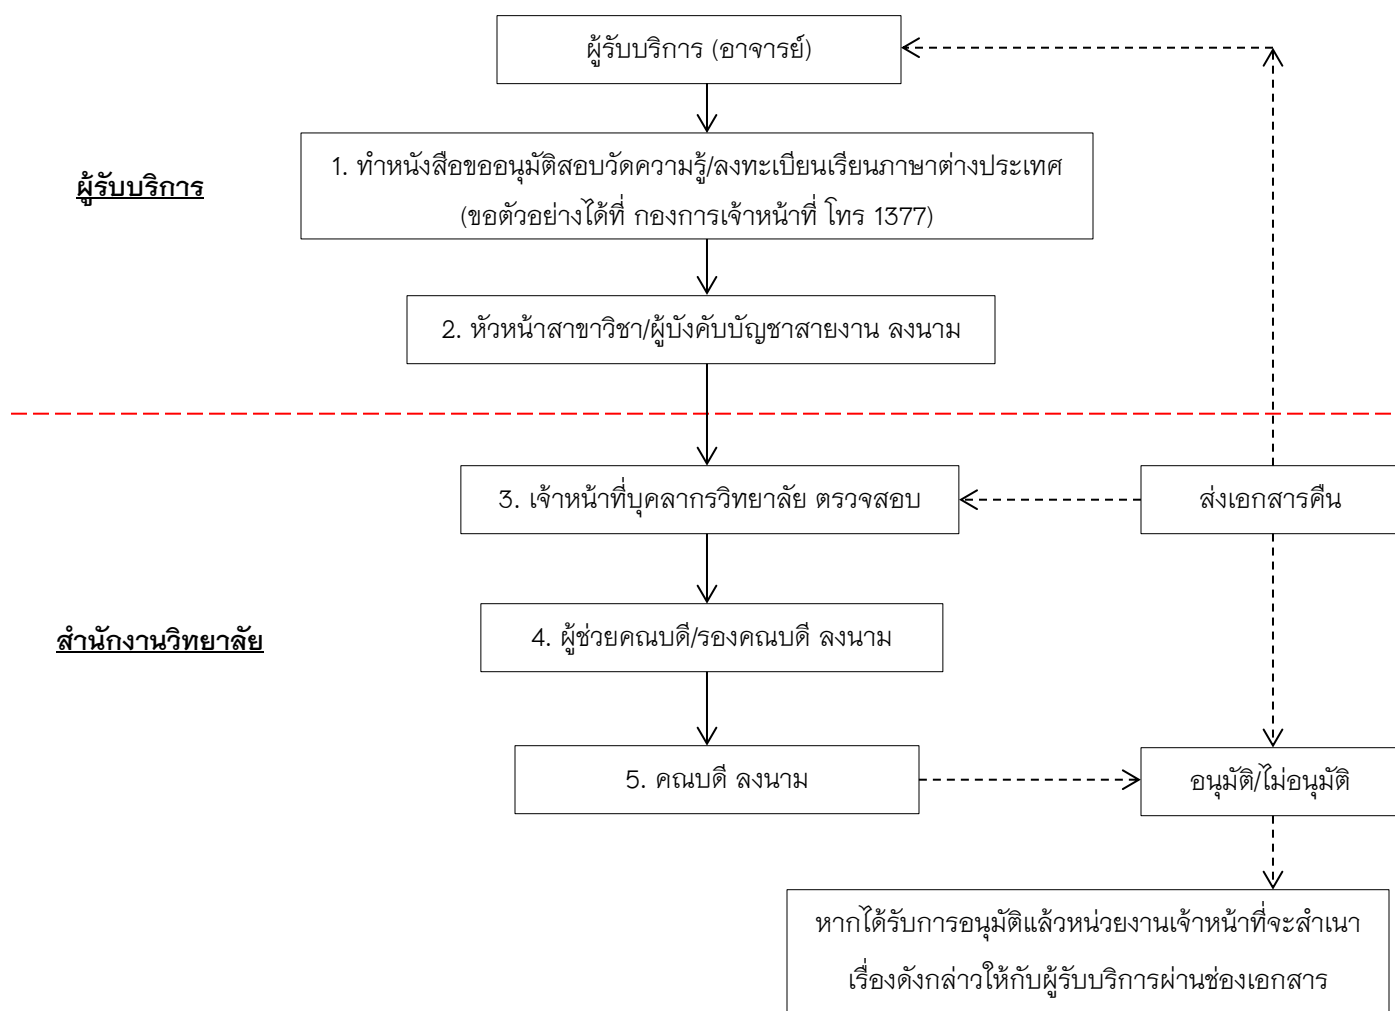 ผู้รับบริการ (อาจารย์)
ผู้รับบริการ
1. ทำหนังสือขออนุมัติสอบวัดความรู้/ลงทะเบียนเรียนภาษาต่างประเทศ
(ขอตัวอย่างได้ที่ กองการเจ้าหน้าที่ โทร 1377)
2. หัวหน้าสาขาวิชา/ผู้บังคับบัญชาสายงาน ลงนาม
3. เจ้าหน้าที่บุคลากรวิทยาลัย ตรวจสอบ
ส่งเอกสารคืน
สำนักงานวิทยาลัย
4. ผู้ช่วยคณบดี/รองคณบดี ลงนาม
5. คณบดี ลงนาม
อนุมัติ/ไม่อนุมัติ
หากได้รับการอนุมัติแล้วหน่วยงานเจ้าหน้าที่จะสำเนา
เรื่องดังกล่าวให้กับผู้รับบริการผ่านช่องเอกสาร